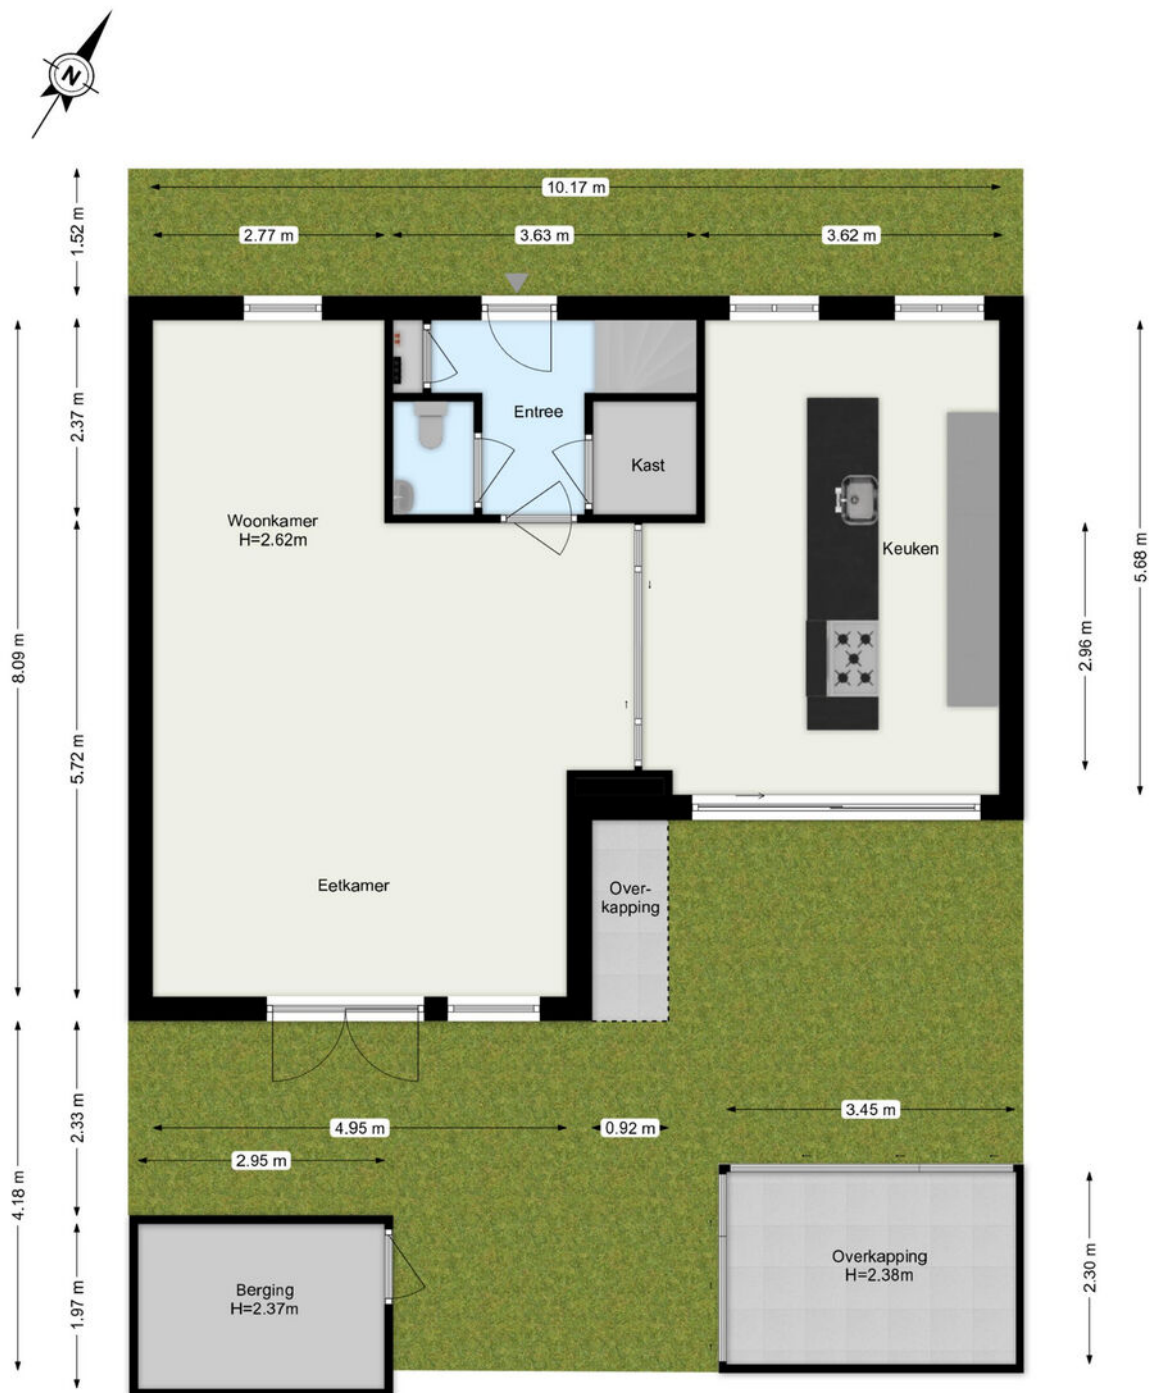 N
10.17 m
2.77 m
3.63 m
3.62 m
1.52 m
2.37 m
8.09 m
5.72 m
5.68 m
2.96 m
Entree
Kast
Woonkamer
H=2.62m
Keuken
Eetkamer
Over-
kapping
2.33 m
4.18 m
1.97 m
4.95 m
0.92 m
3.45 m
2.95 m
2.30 m
Berging
H=2.37m
Overkapping
H=2.38m